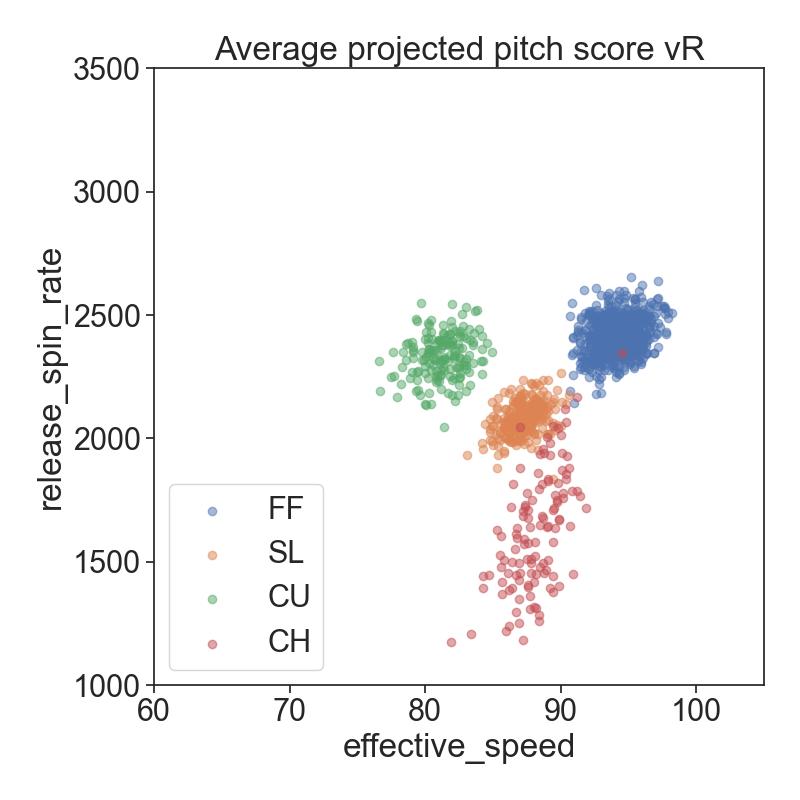 Average projected pitch score vR
3500
3000
2500
2000
1500
1000
release_spin_rate
FF
SL
CU
CH
60 70 80 90 100
effective_speed